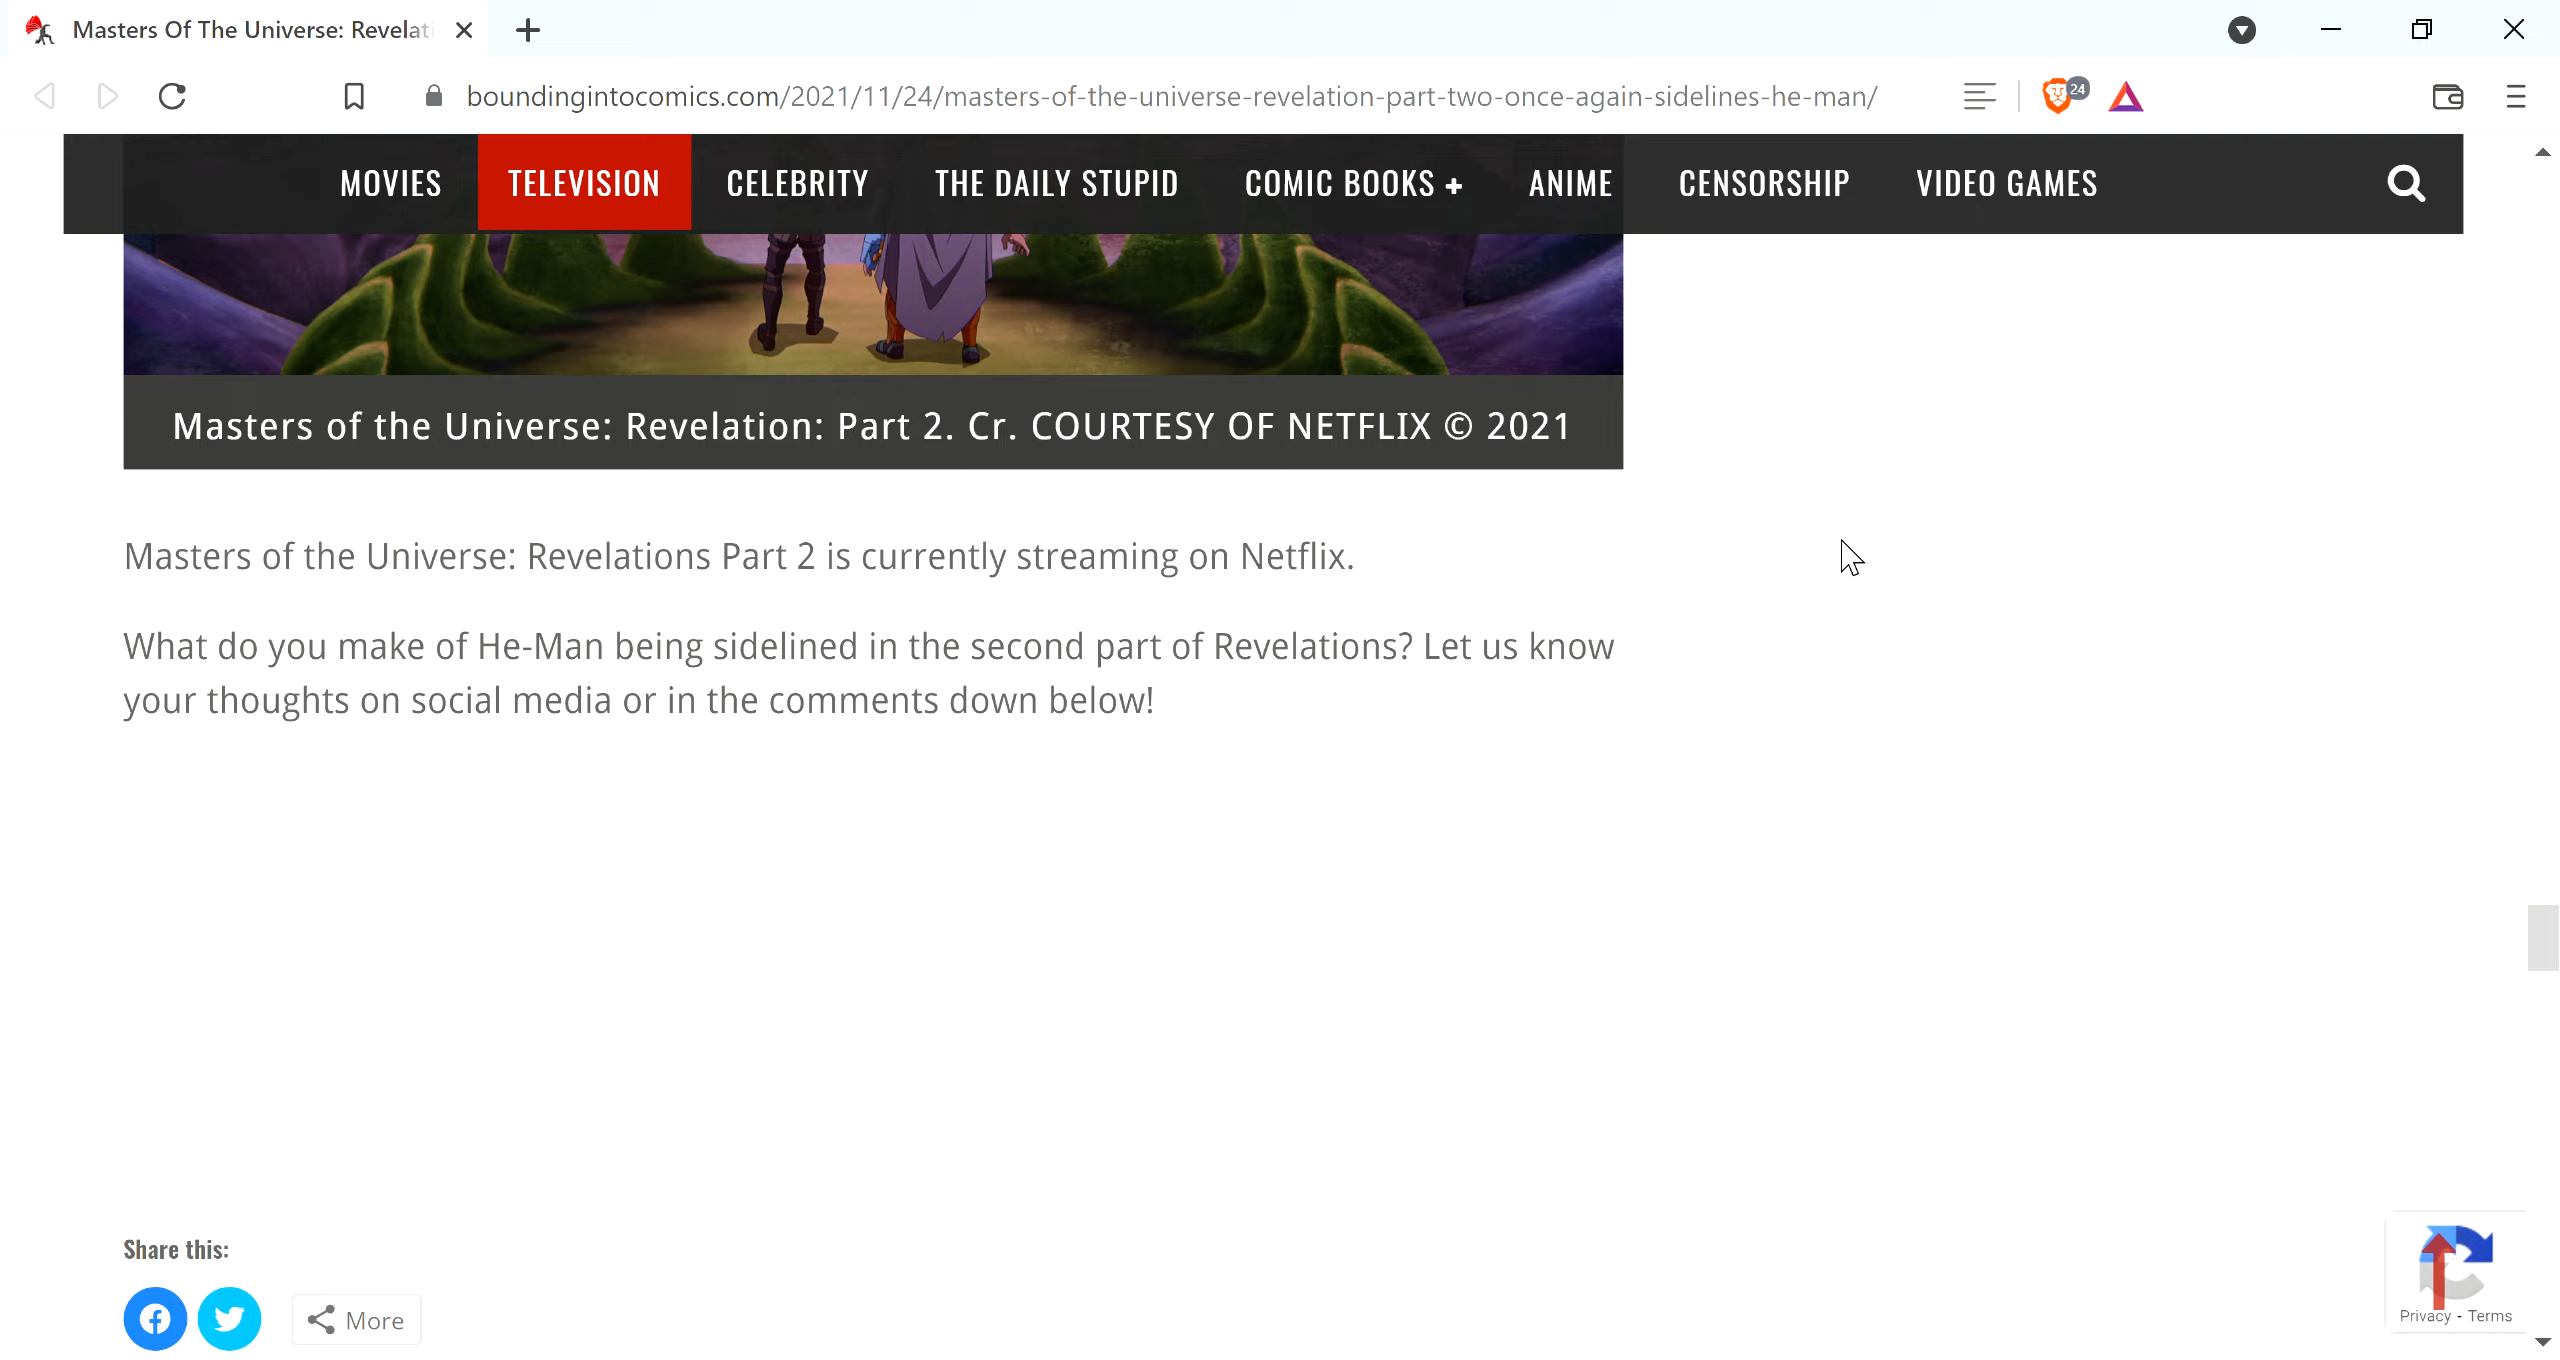 Masters Of The Universe: Revelati
boundingintocomics.com/2021/11/24/masters-of-the-universe-revelation-part-two-once-again-sidelines-he-man/
24
MOVIES TELEVISION CELEBRITY THE DAILY STUPID COMIC BOOKS + ANIME CENSORSHIP VIDEO GAMES
Masters of the Universe: Revelation: Part 2. Cr. COURTESY OF NETFLIX © 2021
Masters of the Universe: Revelations Part 2 is currently streaming on Netflix.
What do you make of He-Man being sidelined in the second part of Revelations? Let us know
your thoughts on social media or in the comments down below!
Share this:
More
Privacy - Terms